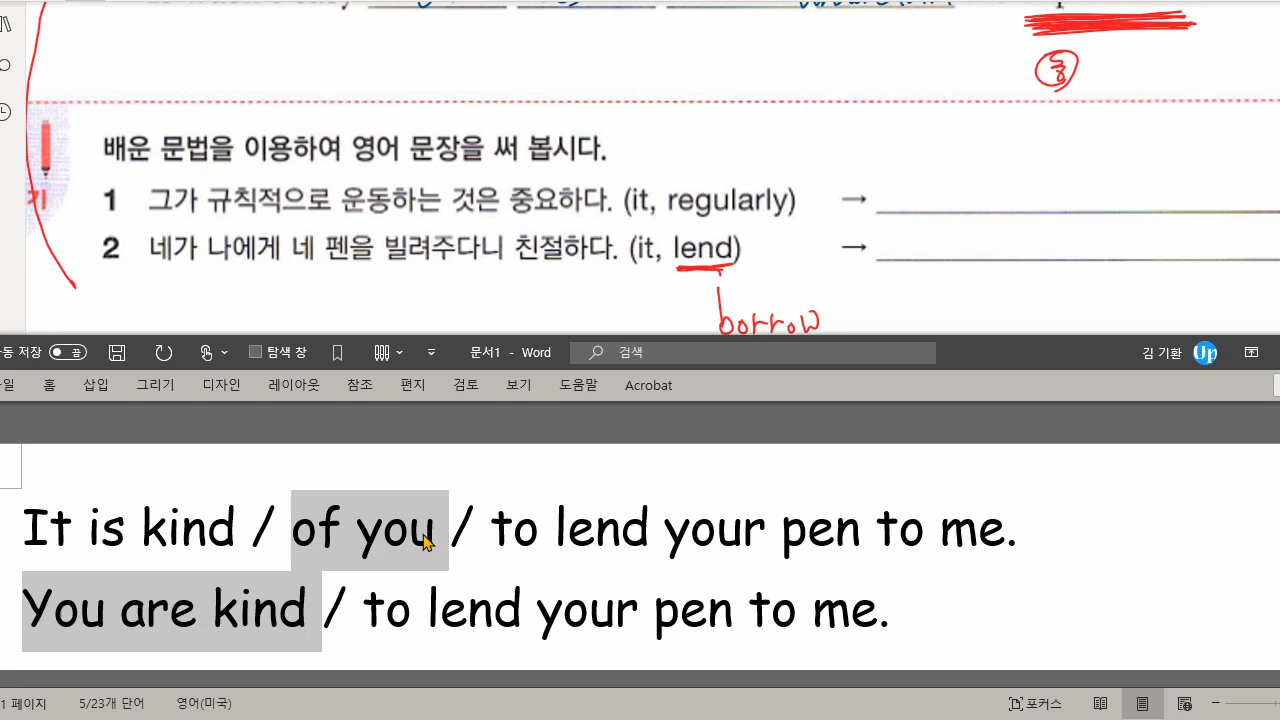 중
배운 문법을 이용하여 영어 문장을 써 봅시다.
기
1 그가 규칙적으로 운동하는 것은 중요하다. (it, regularly) →
2 네가 나에게 네 펜을 빌려주다니 친절하다. (it, lend) →
borrow
동 저장 끔 탐색 창 문서1 - Word 검색 김 기환 Up
일 홈 삽입 그리기 디자인 레이아웃 참조 편지 검토 보기 도움말 Acrobat
It is kind / of you / to lend your pen to me.
You are kind / to lend your pen to me.
1 페이지 5/23개 단어 영어(미국) 포커스